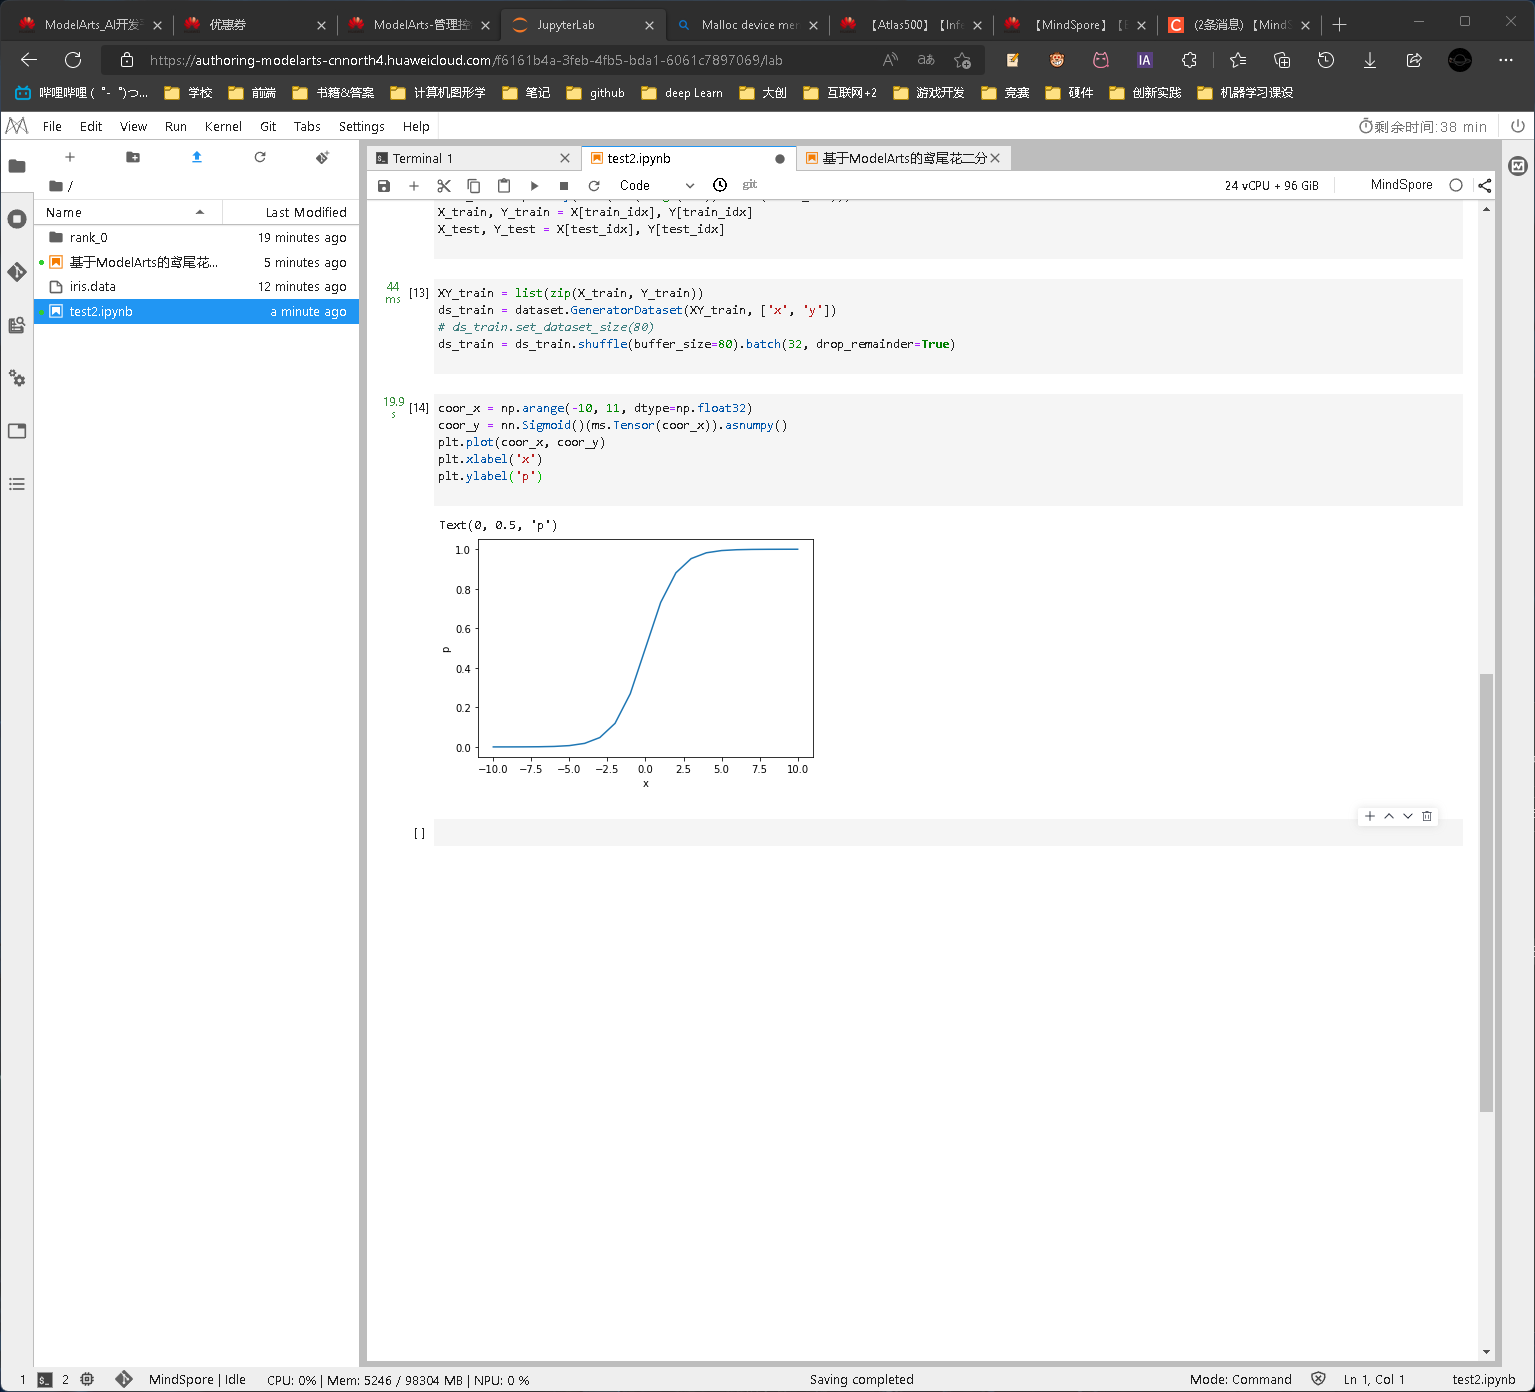 ModelArts_AI开发平
优惠券
ModelArts-管理控
JupyterLab
Malloc device mem
【Atlas500】【Infe
【MindSpore】【E
(2条消息) 【MindS
https://authoring-modelarts-cnnorth4.huaweicloud.com/f6161b4a-3feb-4fb5-bda1-6061c7897069/lab
哔哩哔哩 ( ゜- ゜)つ...
学校
前端
书籍&答案
计算机图形学
笔记
github
deep Learn
大创
互联网+2
游戏开发
竞赛
硬件
创新实践
机器学习课设
File Edit View Run Kernel Git Tabs Settings Help
剩余时间:38 min
Terminal 1
test2.ipynb
基于ModelArts的鸢尾花二分
Code
git
24 vCPU + 96 GiB
MindSpore
/
Name Last Modified
rank_0 19 minutes ago
基于ModelArts的鸢尾花... 5 minutes ago
iris.data 12 minutes ago
test2.ipynb a minute ago
X_train, Y_train = X[train_idx], Y[train_idx]
X_test, Y_test = X[test_idx], Y[test_idx]
44 ms
[13]
XY_train = list(zip(X_train, Y_train))
ds_train = dataset.GeneratorDataset(XY_train, ['x', 'y'])
# ds_train.set_dataset_size(80)
ds_train = ds_train.shuffle(buffer_size=80).batch(32, drop_remainder=True)
19.9 s
[14]
coor_x = np.arange(-10, 11, dtype=np.float32)
coor_y = nn.Sigmoid()(ms.Tensor(coor_x)).asnumpy()
plt.plot(coor_x, coor_y)
plt.xlabel('x')
plt.ylabel('p')
Text(0, 0.5, 'p')
1.0
0.8
0.6
0.4
0.2
0.0
p
−10.0 −7.5 −5.0 −2.5 0.0 2.5 5.0 7.5 10.0
x
[ ]
1
2
MindSpore | Idle
CPU: 0% | Mem: 5246 / 98304 MB | NPU: 0 %
Saving completed
Mode: Command
Ln 1, Col 1
test2.ipynb